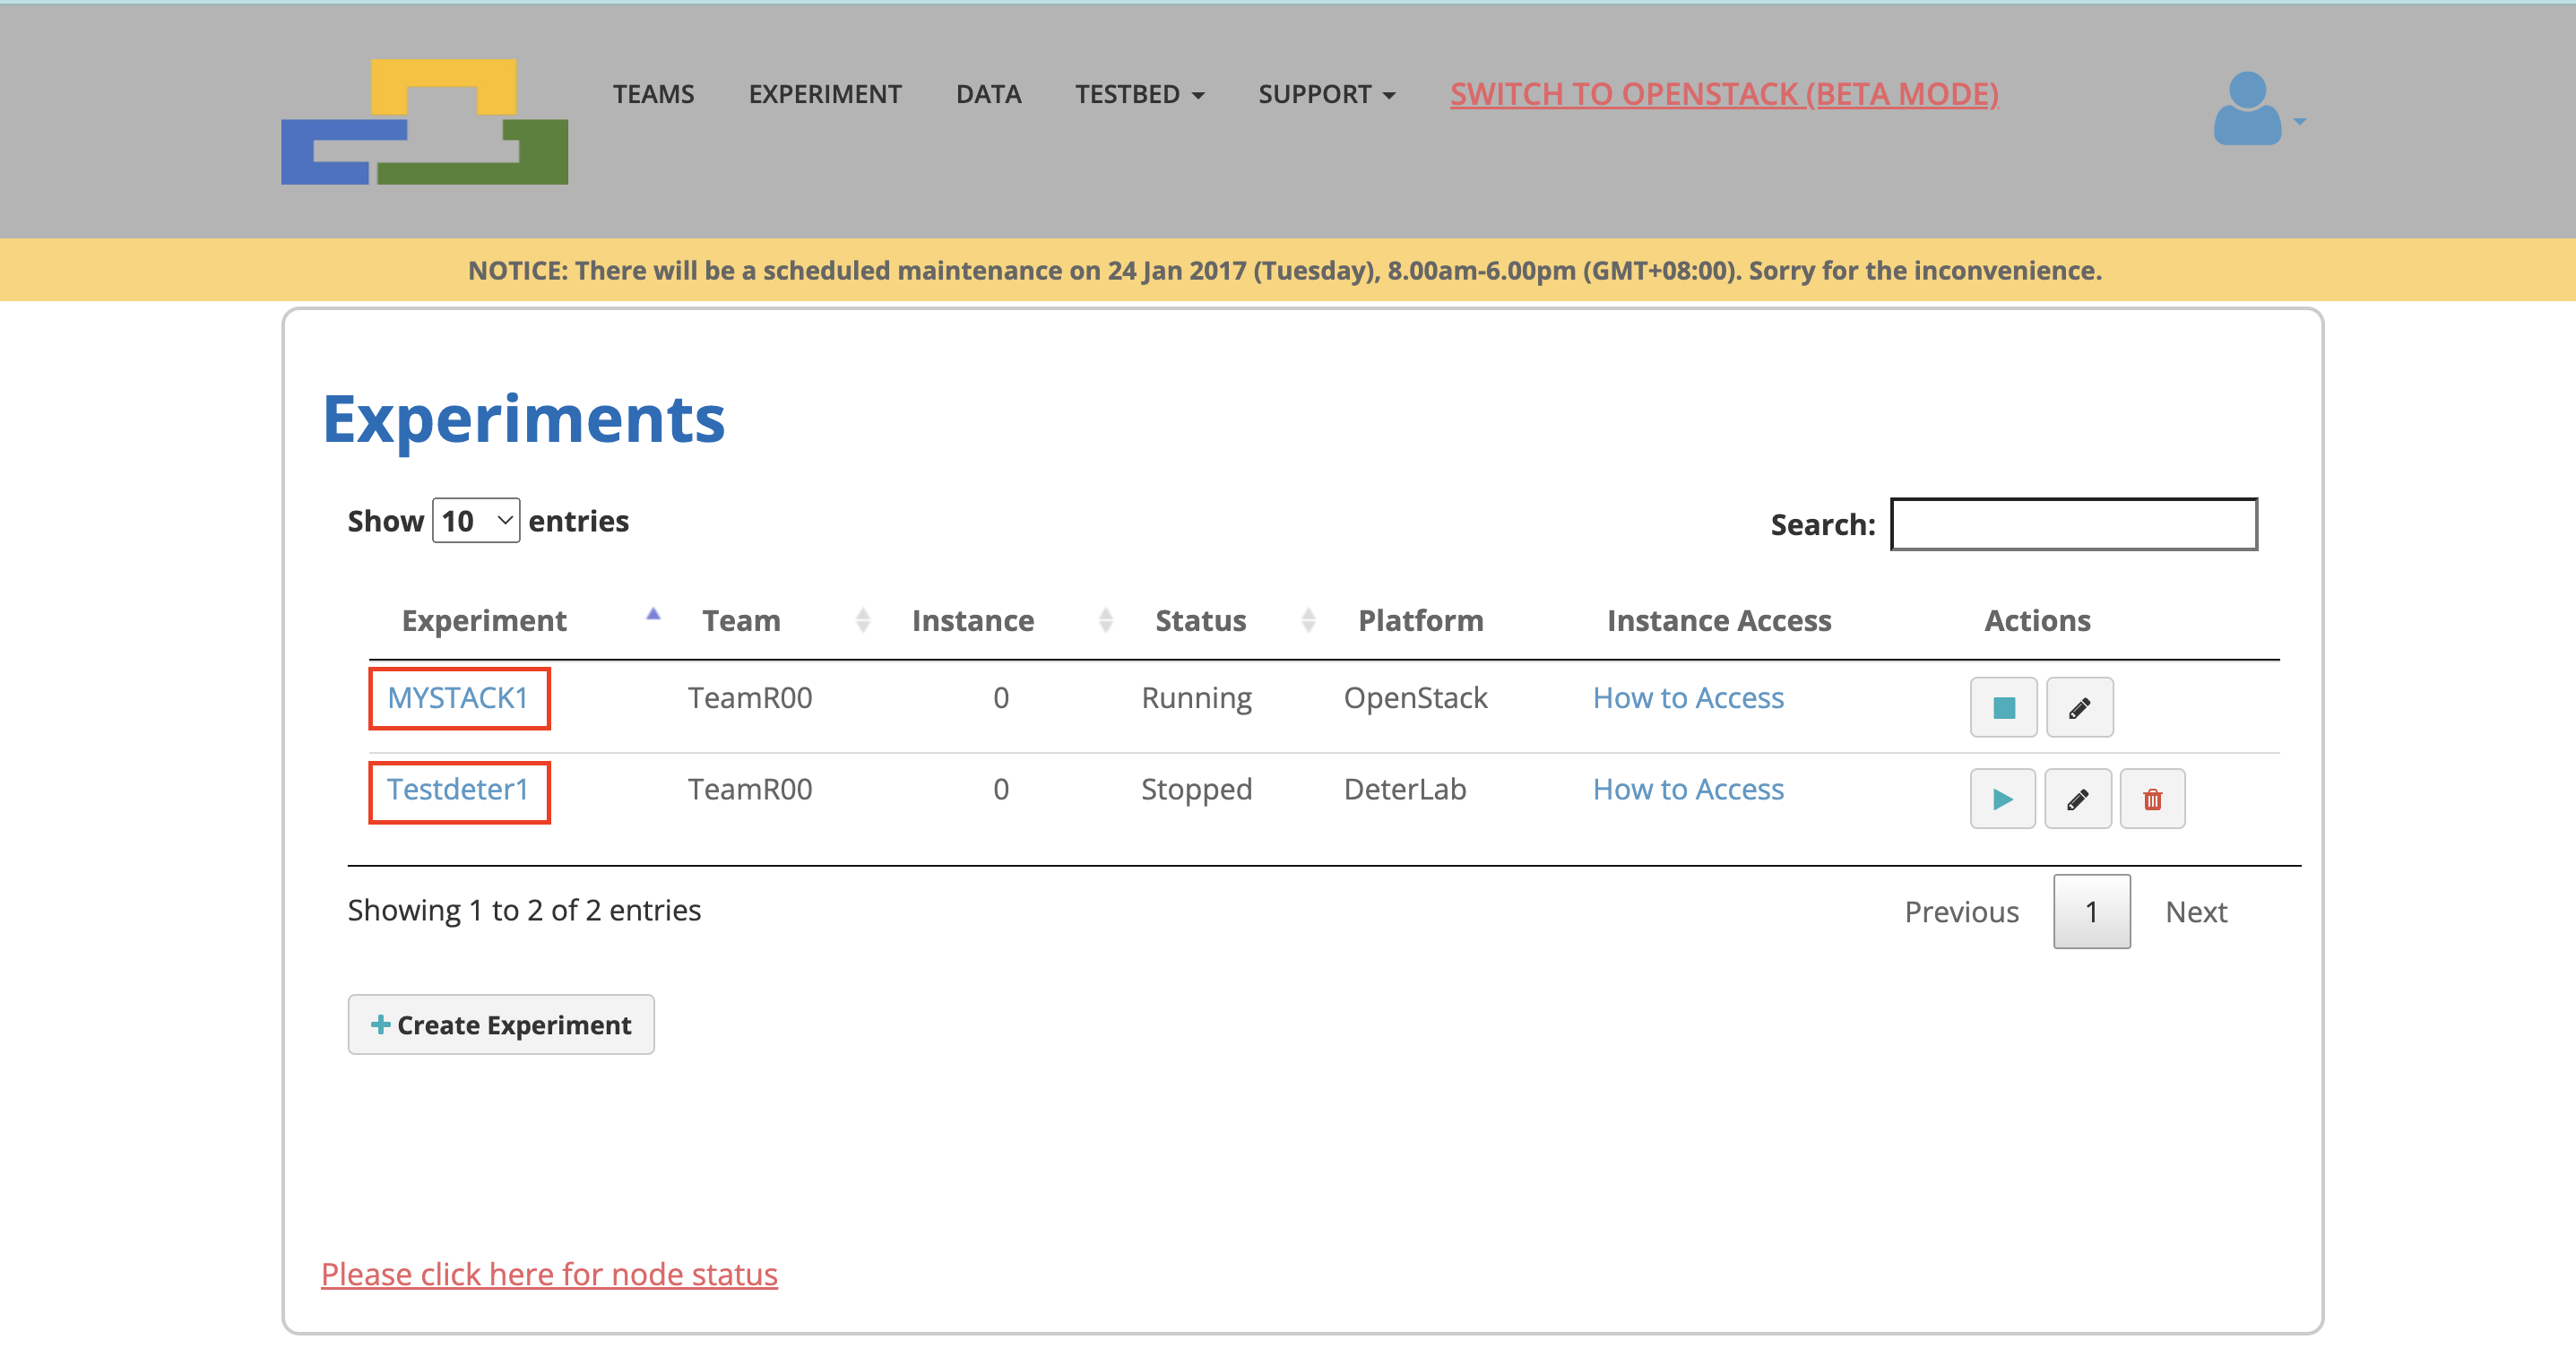 TEAMS EXPERIMENT DATA TESTBED SUPPORT SWITCH TO OPENSTACK (BETA MODE)
NOTICE: There will be a scheduled maintenance on 24 Jan 2017 (Tuesday), 8.00am-6.00pm (GMT+08:00). Sorry for the inconvenience.
Experiments
Show 10 entries Search:
Experiment Team Instance Status Platform Instance Access Actions
MYSTACK1 TeamR00 0 Running OpenStack How to Access
Testdeter1 TeamR00 0 Stopped DeterLab How to Access
Showing 1 to 2 of 2 entries Previous 1 Next
Create Experiment
Please click here for node status